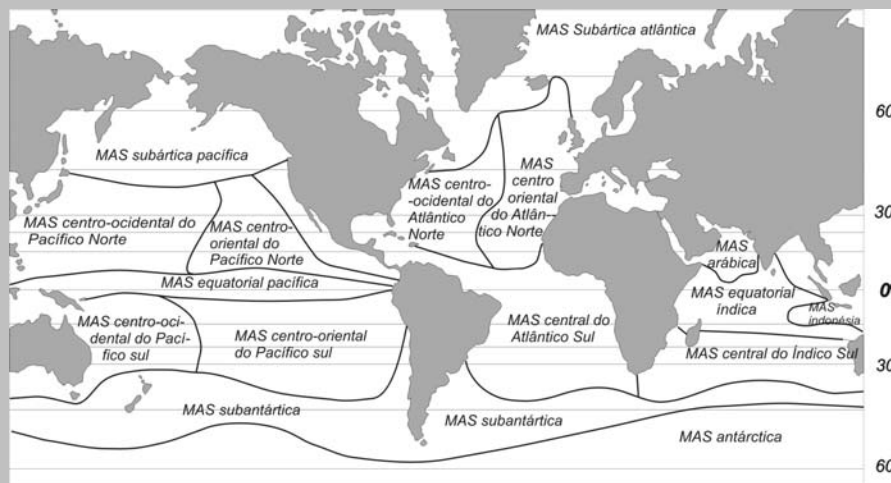 MAS Subártica atlântica
60
MAS subártica pacífica
MAS centro-
-ocidental do
Atlântico
Norte
MAS
centro
oriental
do Atlân-
tico Norte
30
MAS centro-ocidental do
Pacífico Norte
MAS centro-
oriental do
Pacífico Norte
MAS
arábica
MAS equatorial pacífica
0
MAS equatorial
índica
MAS
indonésia
MAS centro-oci-
dental do Pací-
fico sul
MAS centro-oriental
do Pacífico sul
MAS central do
Atlântico Sul
MAS central do Índico Sul
30
MAS subantártica
MAS subantártica
MAS antárctica
60